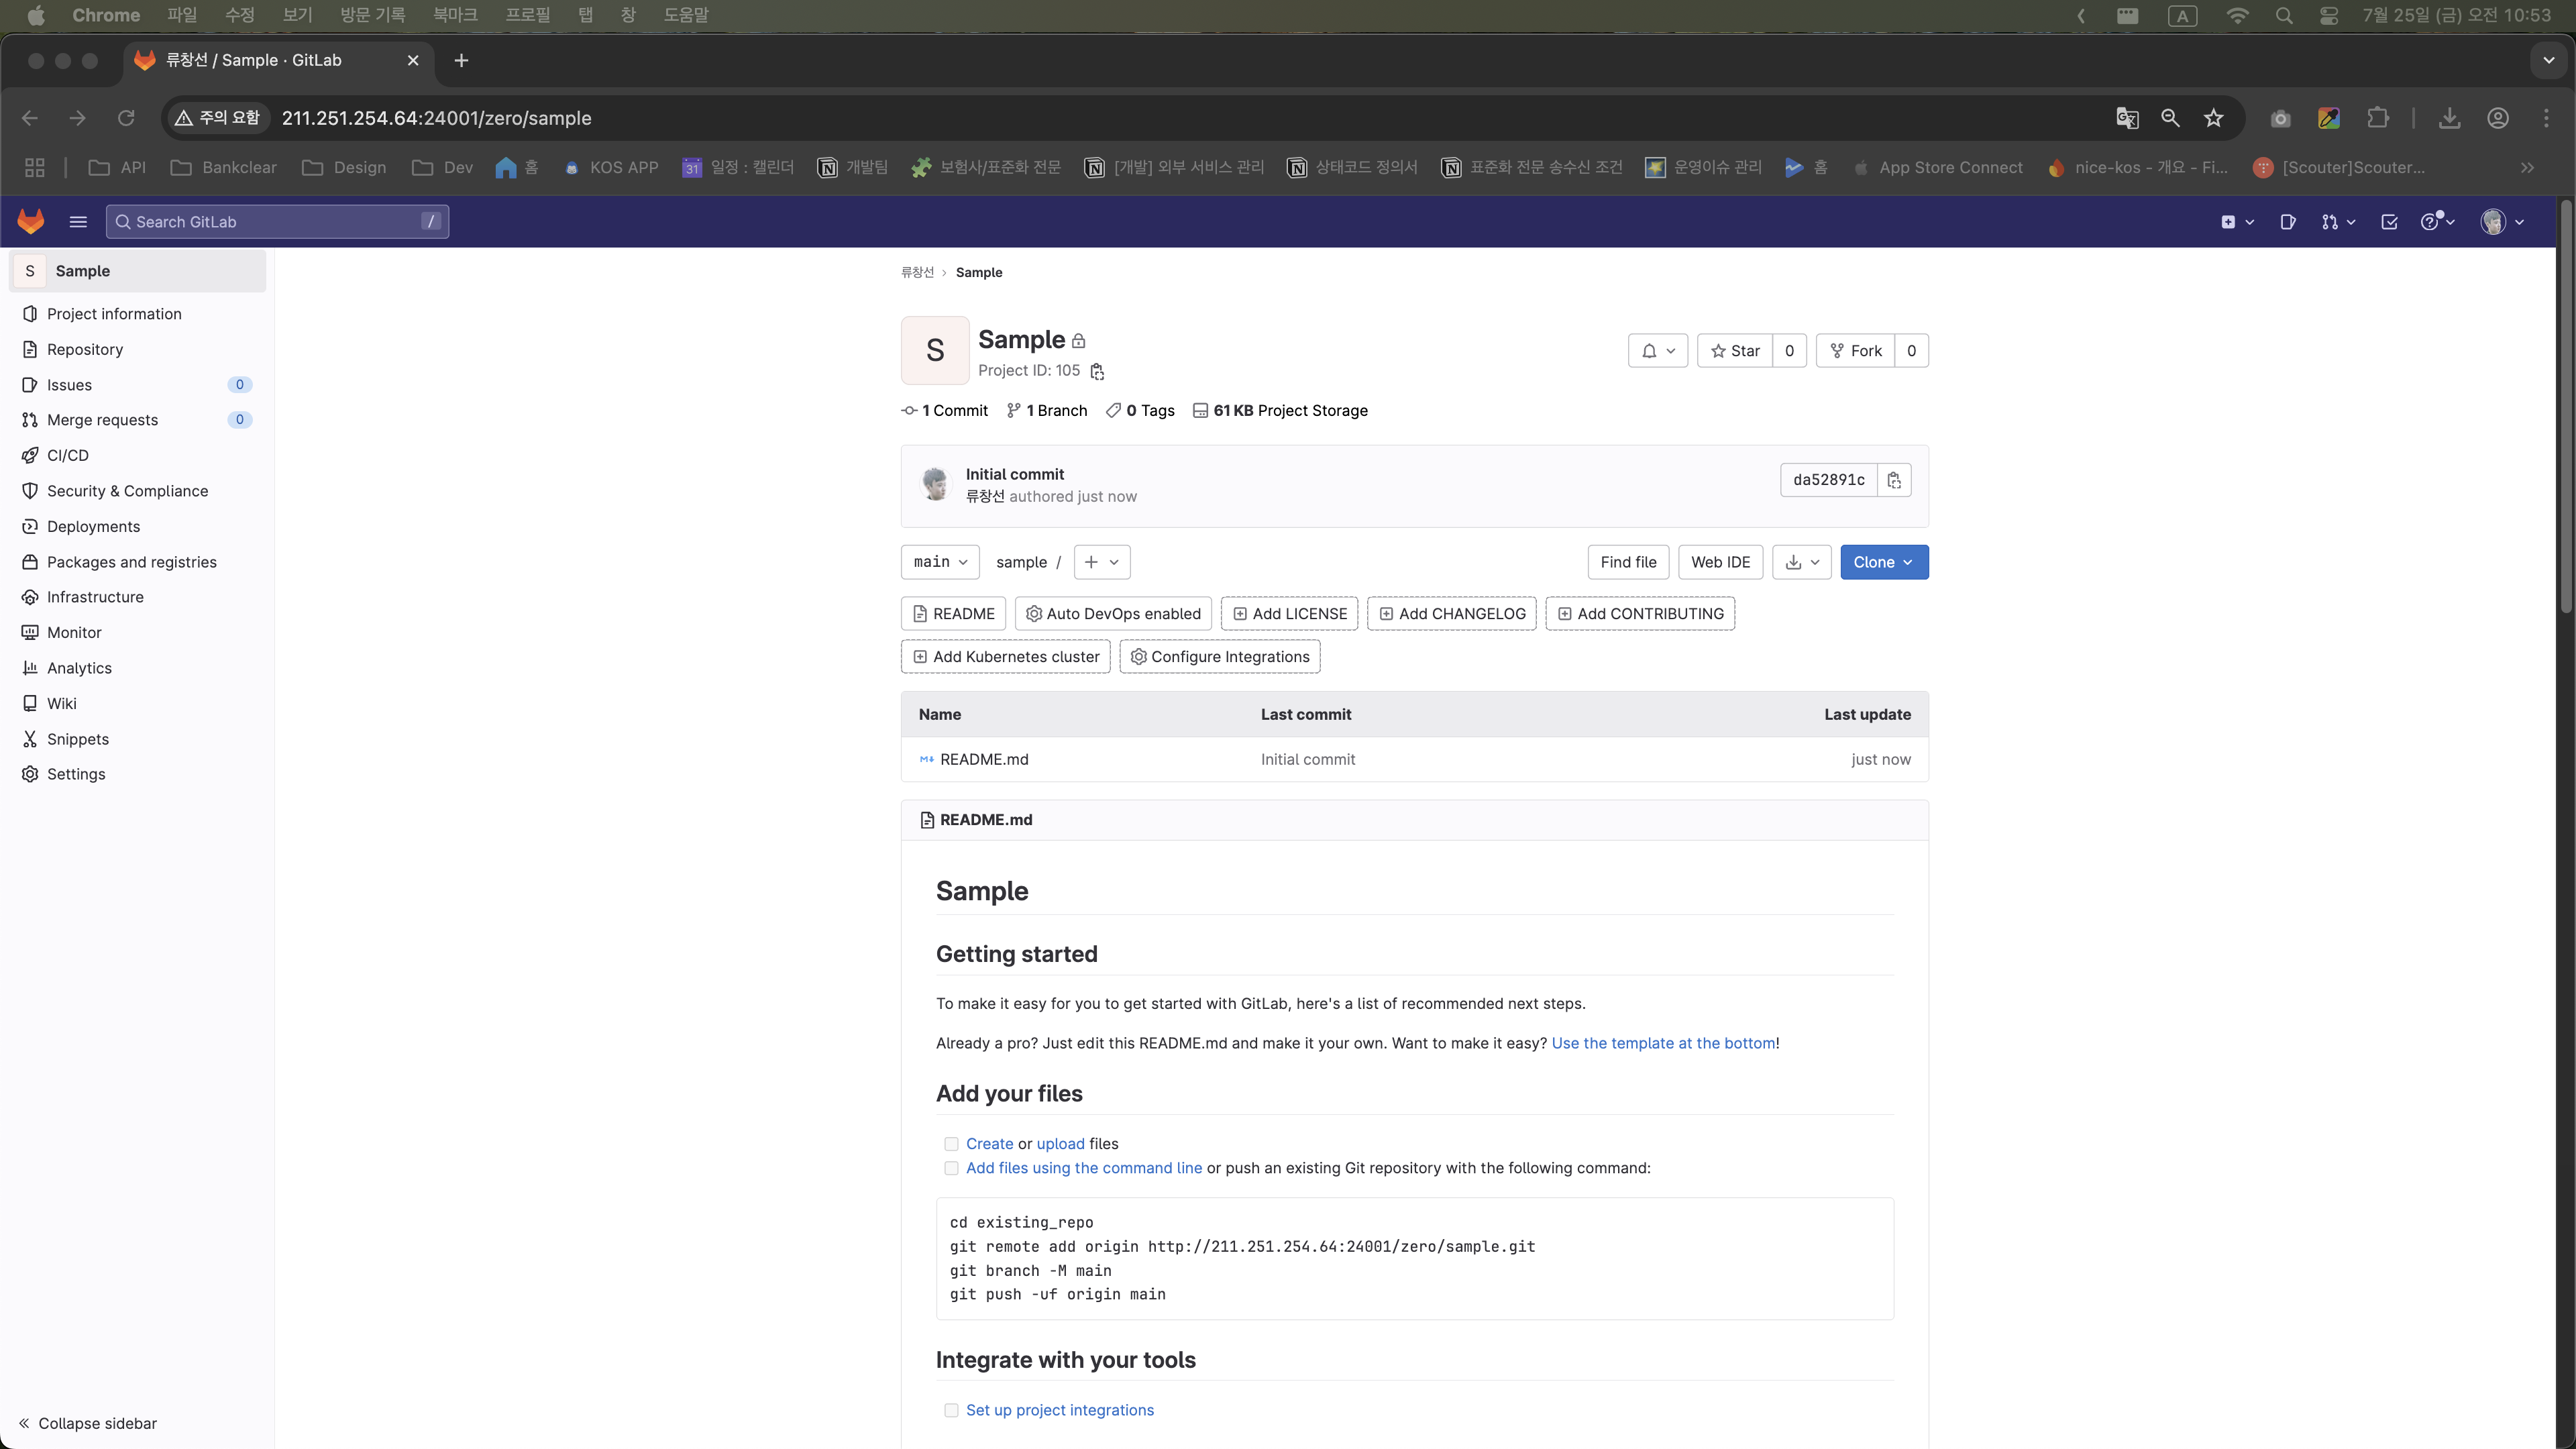 Chrome 파일 수정 보기 방문 기록 북마크 프로필 탭 창 도움말 A 7월 25일 (금) 오전 10:53
류창선 / Sample · GitLab
주의 요함 211.251.254.64:24001/zero/sample
API Bankclear Design Dev 홈 KOS APP 31 일정 : 캘린더 개발팀 보험사/표준화 전문 [개발] 외부 서비스 관리 상태코드 정의서 표준화 전문 송수신 조건 운영이슈 관리 홈 App Store Connect nice-kos - 개요 - Fi... [Scouter]Scouter...
Search GitLab /
S Sample
Project information
Repository
Issues 0
Merge requests 0
CI/CD
Security & Compliance
Deployments
Packages and registries
Infrastructure
Monitor
Analytics
Wiki
Snippets
Settings
Collapse sidebar
류창선 › Sample
S
Sample
Project ID: 105
Star 0 Fork 0
1 Commit 1 Branch 0 Tags 61 KB Project Storage
Initial commit
류창선 authored just now
da52891c
main sample / + Find file Web IDE Clone
README Auto DevOps enabled Add LICENSE Add CHANGELOG Add CONTRIBUTING
Add Kubernetes cluster Configure Integrations
Name Last commit Last update
README.md Initial commit just now
README.md
Sample
Getting started
To make it easy for you to get started with GitLab, here's a list of recommended next steps.
Already a pro? Just edit this README.md and make it your own. Want to make it easy? Use the template at the bottom!
Add your files
Create or upload files
Add files using the command line or push an existing Git repository with the following command:
cd existing_repo
git remote add origin http://211.251.254.64:24001/zero/sample.git
git branch -M main
git push -uf origin main
Integrate with your tools
Set up project integrations